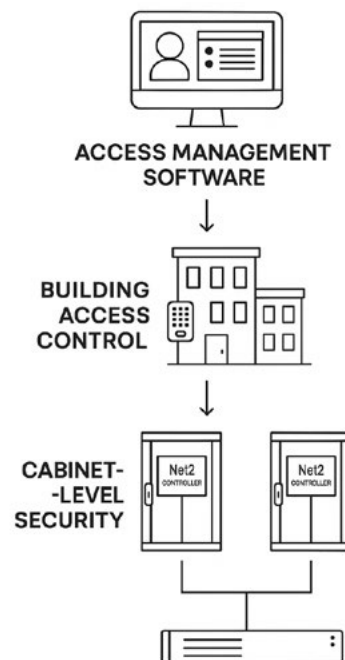 ACCESS MANAGEMENT
SOFTWARE
BUILDING
ACCESS
CONTROL
CABINET-
-LEVEL
SECURITY
Net2
CONTROLLER
Net2
CONTROLLER